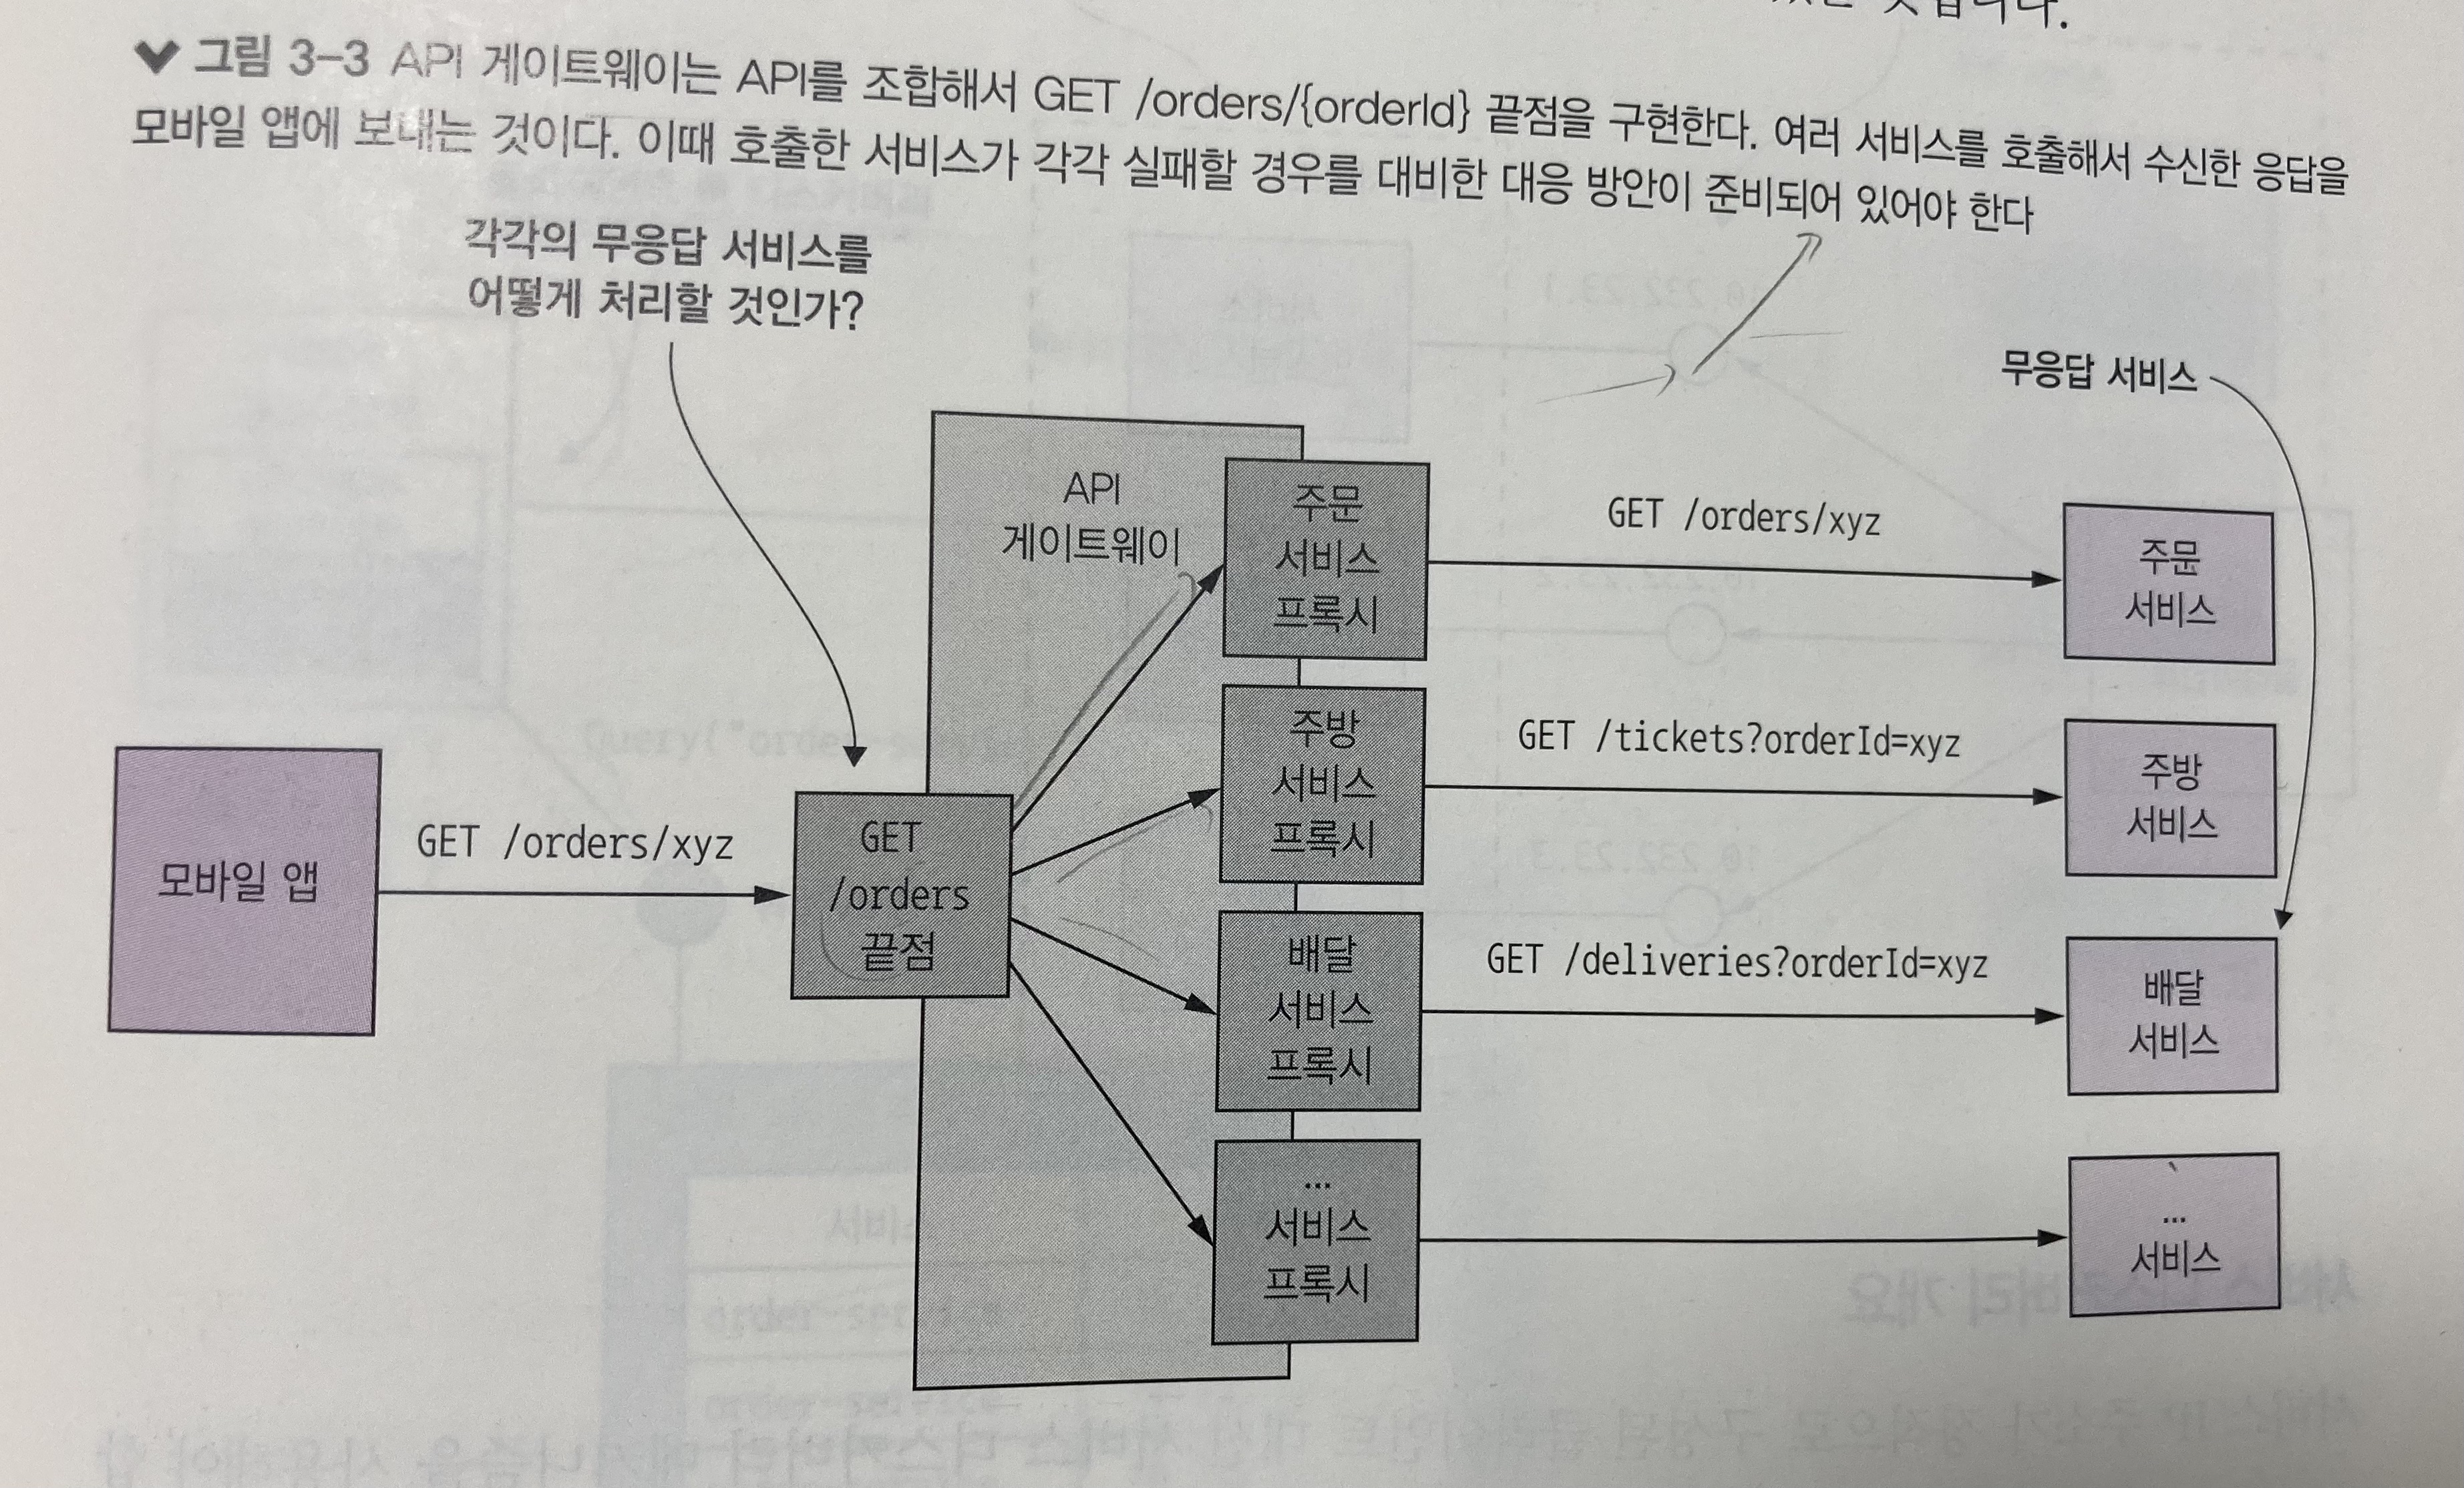 그림 3-3 API 게이트웨이는 API를 조합해서 GET /orders/{orderId} 끝점을 구현한다. 여러 서비스를 호출해서 수신한 응답을
모바일 앱에 보내는 것이다. 이때 호출한 서비스가 각각 실패할 경우를 대비한 대응 방안이 준비되어 있어야 한다
각각의 무응답 서비스를
어떻게 처리할 것인가?
무응답 서비스
API
게이트웨이
주문
서비스
프록시
GET /orders/xyz
주문
서비스
주방
서비스
프록시
GET /tickets?orderId=xyz
주방
서비스
모바일 앱
GET /orders/xyz
GET
/orders
끝점
배달
서비스
프록시
GET /deliveries?orderId=xyz
배달
서비스
...
서비스
프록시
...
서비스